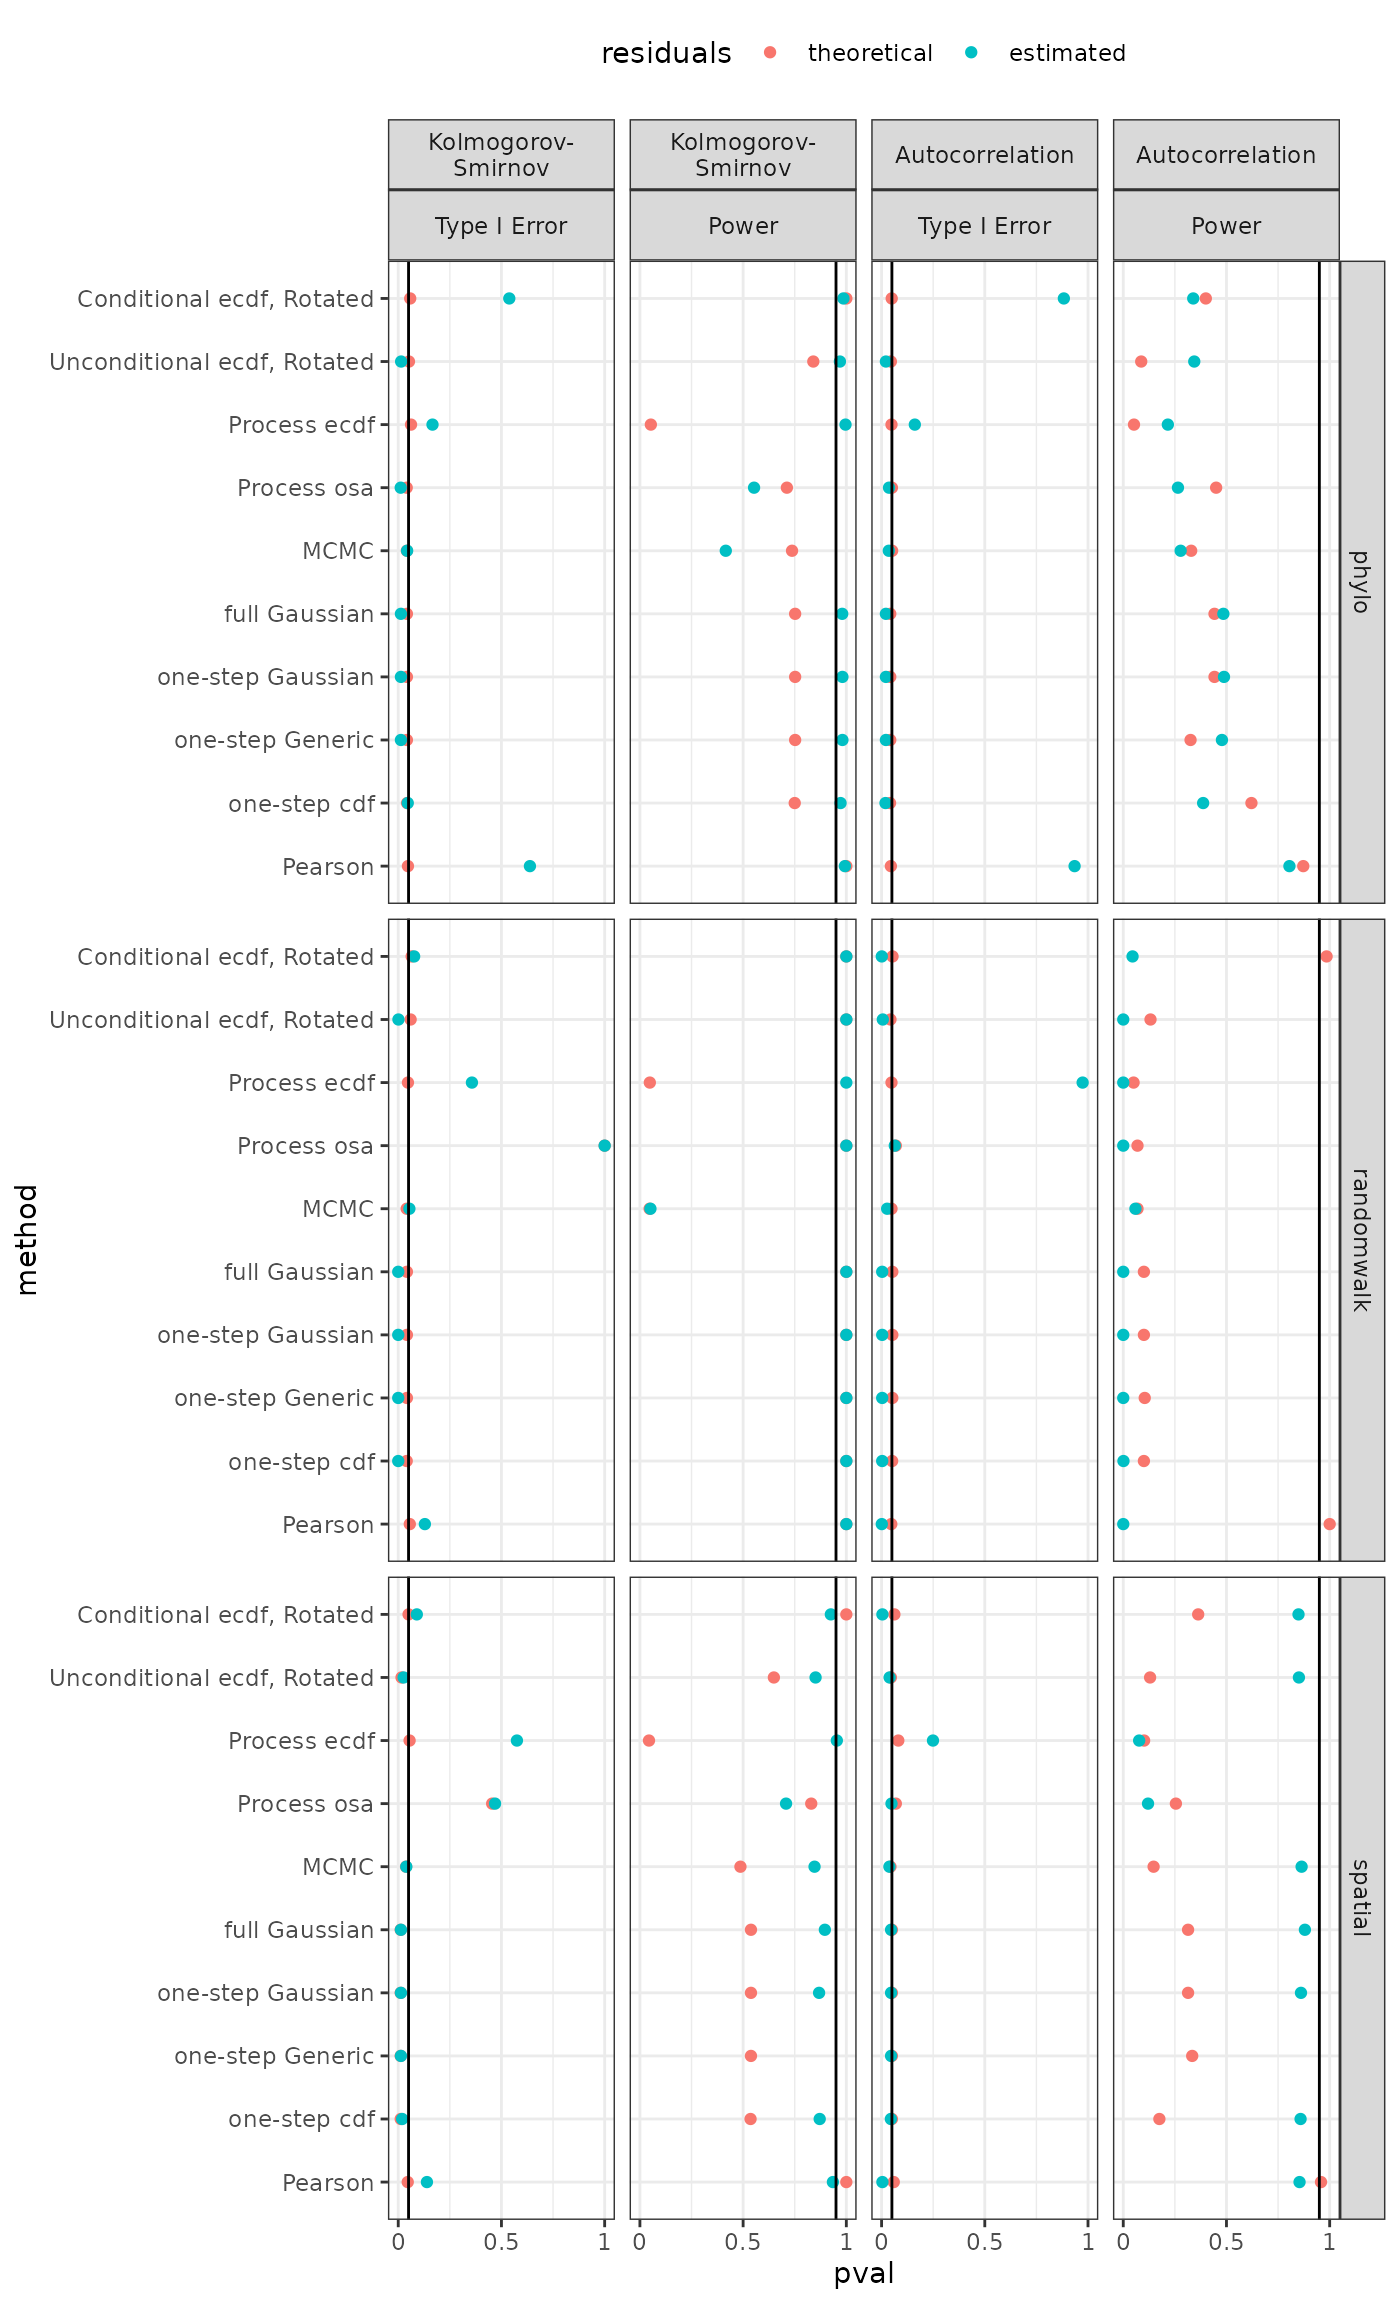 residuals theoretical estimated
Kolmogorov-
Smirnov
Kolmogorov-
Smirnov
Autocorrelation
Autocorrelation
Type I Error
Power
Type I Error
Power
method
Conditional ecdf, Rotated
Unconditional ecdf, Rotated
Process ecdf
Process osa
MCMC
full Gaussian
one-step Gaussian
one-step Generic
one-step cdf
Pearson
phylo
Conditional ecdf, Rotated
Unconditional ecdf, Rotated
Process ecdf
Process osa
MCMC
full Gaussian
one-step Gaussian
one-step Generic
one-step cdf
Pearson
randomwalk
Conditional ecdf, Rotated
Unconditional ecdf, Rotated
Process ecdf
Process osa
MCMC
full Gaussian
one-step Gaussian
one-step Generic
one-step cdf
Pearson
spatial
0 0.5 1 0 0.5 1 0 0.5 1 0 0.5 1
pval